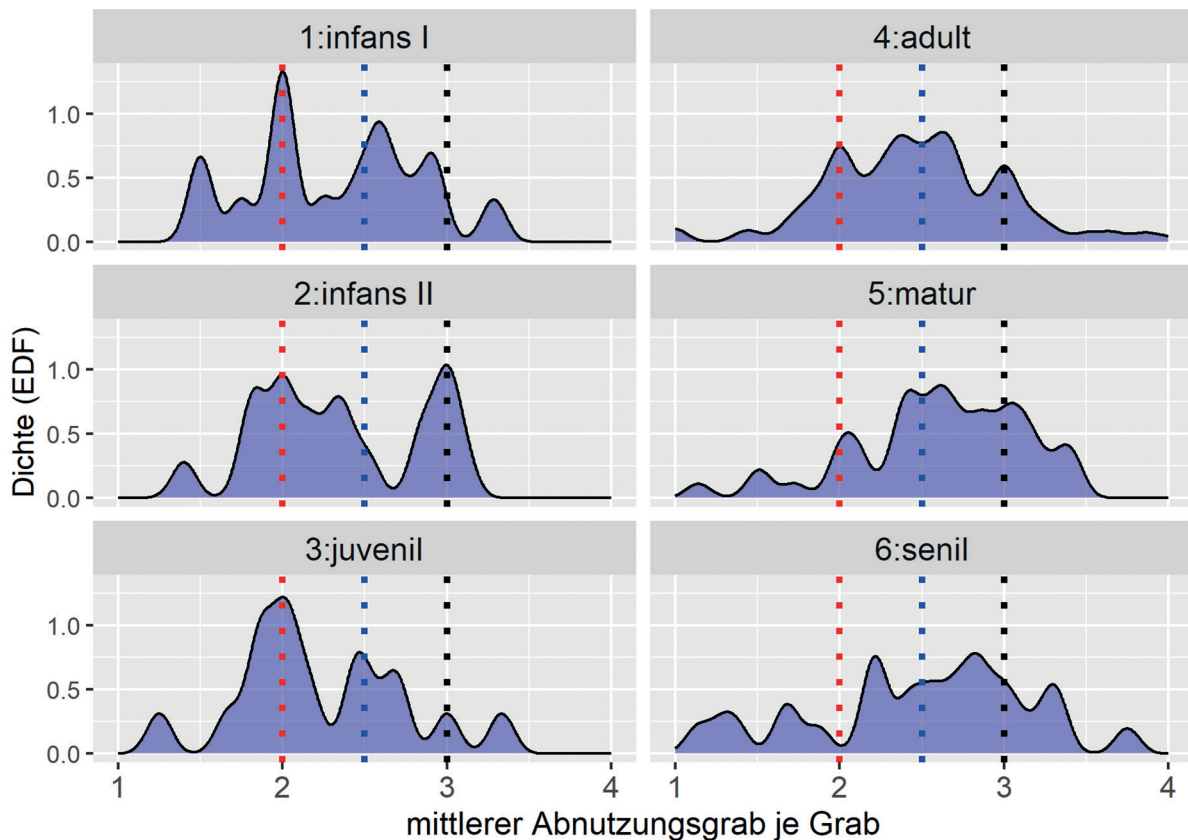 1:infans I
4:adult
1.0
0.5
0.0
2:infans II
5:matur
1.0
0.5
0.0
3:juvenil
6:senil
1.0
0.5
0.0
1 2 3 4 1 2 3 4
Dichte (EDF)
mittlerer Abnutzungsgrab je Grab